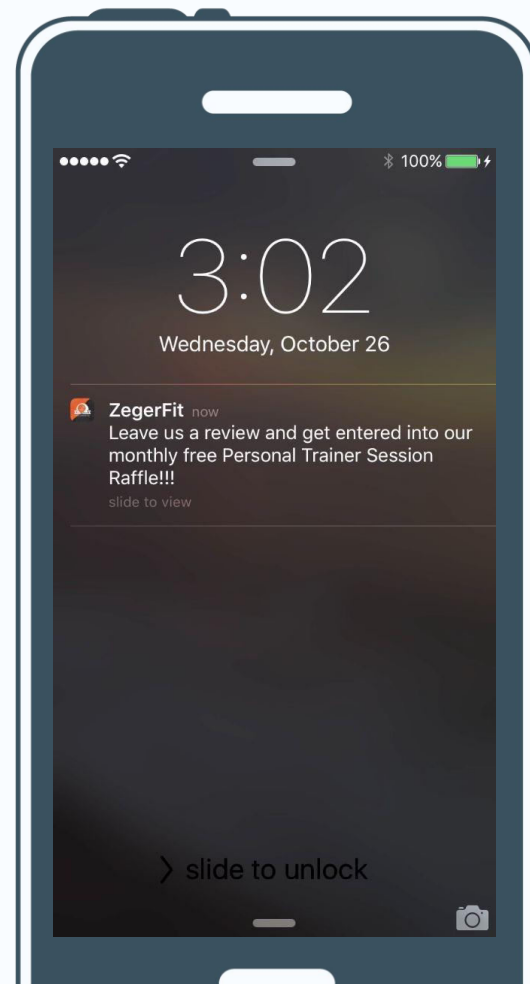 100%
3:02
Wednesday, October 26
ZegerFit now
Leave us a review and get entered into our
monthly free Personal Trainer Session
Raffle!!!
slide to view
> slide to unlock